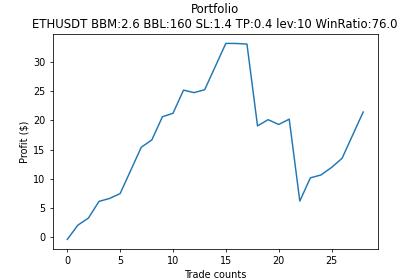 Portfolio
ETHUSDT BBM:2.6 BBL:160 SL:1.4 TP:0.4 lev:10 WinRatio:76.0
Profit ($)
30
25
20
15
10
5
0
0 5 10 15 20 25
Trade counts